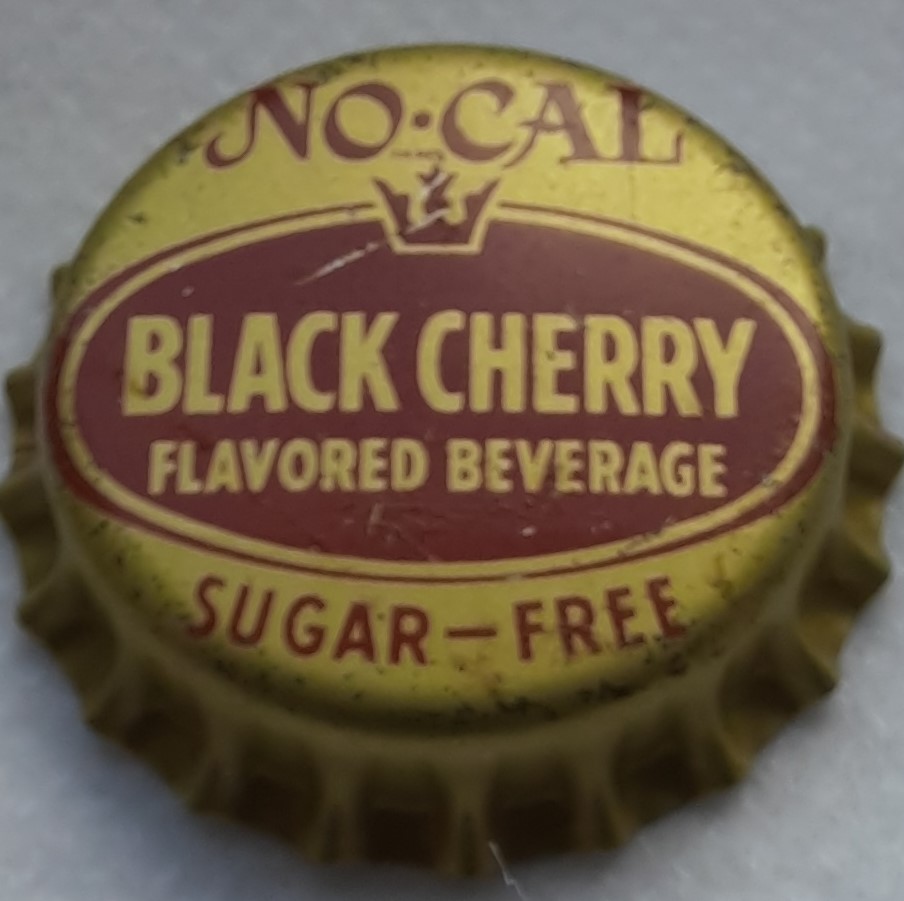 NO·CAL
BLACK CHERRY
FLAVORED BEVERAGE
SUGAR-FREE